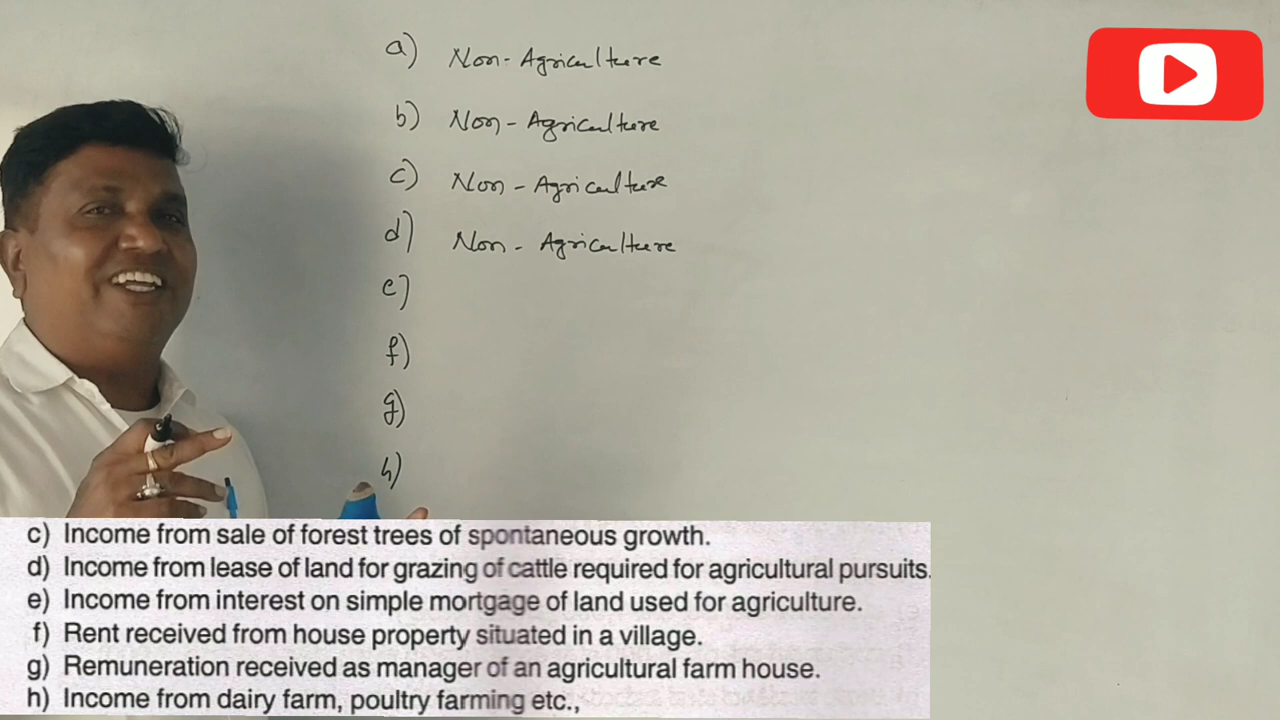 a) Non-Agriculture
b) Non-Agriculture
c) Non-Agriculture
d) Non-Agriculture
e)
f)
g)
h)
c) Income from sale of forest trees of spontaneous growth.
d) Income from lease of land for grazing of cattle required for agricultural pursuits.
e) Income from interest on simple mortgage of land used for agriculture.
f) Rent received from house property situated in a village.
g) Remuneration received as manager of an agricultural farm house.
h) Income from dairy farm, poultry farming etc.,